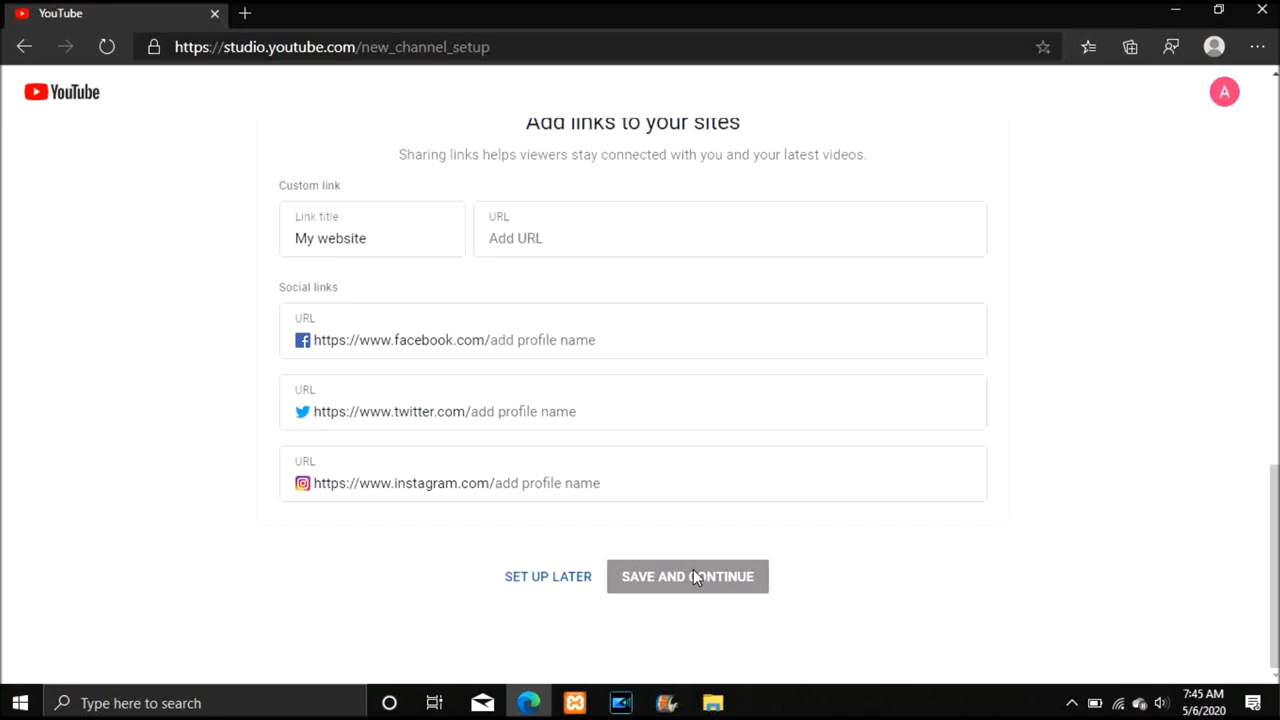 YouTube
https://studio.youtube.com/new_channel_setup
YouTube
A
Add links to your sites
Sharing links helps viewers stay connected with you and your latest videos.
Custom link
Link title
My website
URL
Add URL
Social links
URL
https://www.facebook.com/add profile name
URL
https://www.twitter.com/add profile name
URL
https://www.instagram.com/add profile name
SET UP LATER
SAVE AND CONTINUE
Type here to search
7:45 AM
5/6/2020